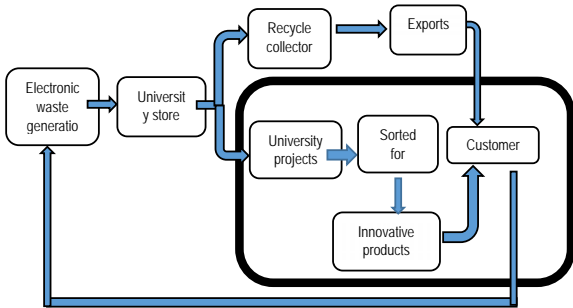 Recycle
collector
Exports
Electronic
waste
generatio
Universit
y store
University
projects
Sorted
for
Customer
Innovative
products